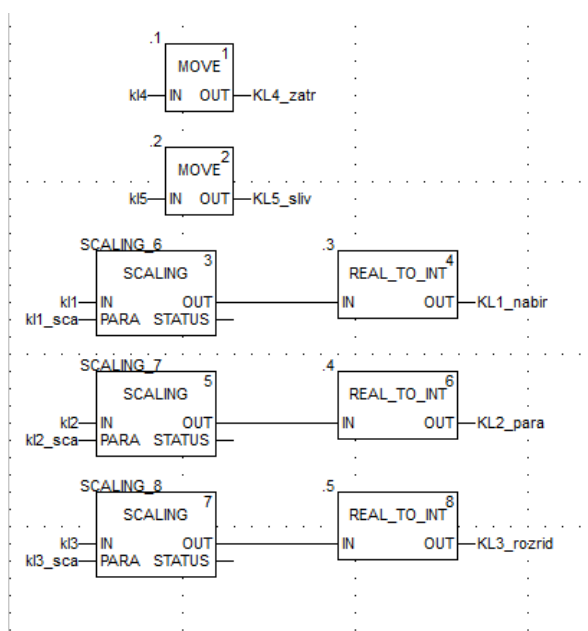 .1
1
MOVE
kl4 IN OUT KL4_zatr
.2
2
MOVE
kl5 IN OUT KL5_sliv
SCALING_6 .3
3 4
SCALING REAL_TO_INT
kl1 IN OUT IN OUT KL1_nabir
kl1_sca PARA STATUS
SCALING_7 .4
5 6
SCALING REAL_TO_INT
kl2 IN OUT IN OUT KL2_para
kl2_sca PARA STATUS
SCALING_8 .5
7 8
SCALING REAL_TO_INT
kl3 IN OUT IN OUT KL3_rozrid
kl3_sca PARA STATUS